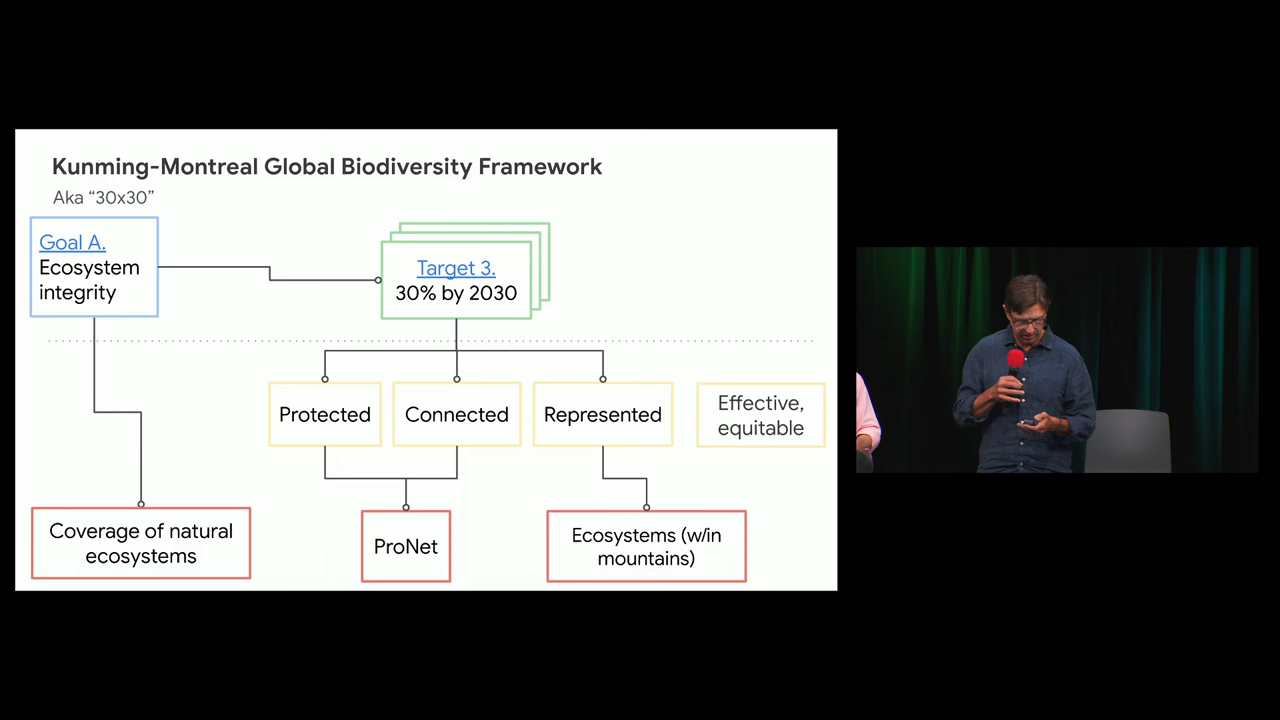 Kunming-Montreal Global Biodiversity Framework
Aka “30x30”
Goal A.
Ecosystem
integrity
Target 3.
30% by 2030
Protected
Connected
Represented
Effective,
equitable
Coverage of natural
ecosystems
ProNet
Ecosystems (w/in
mountains)